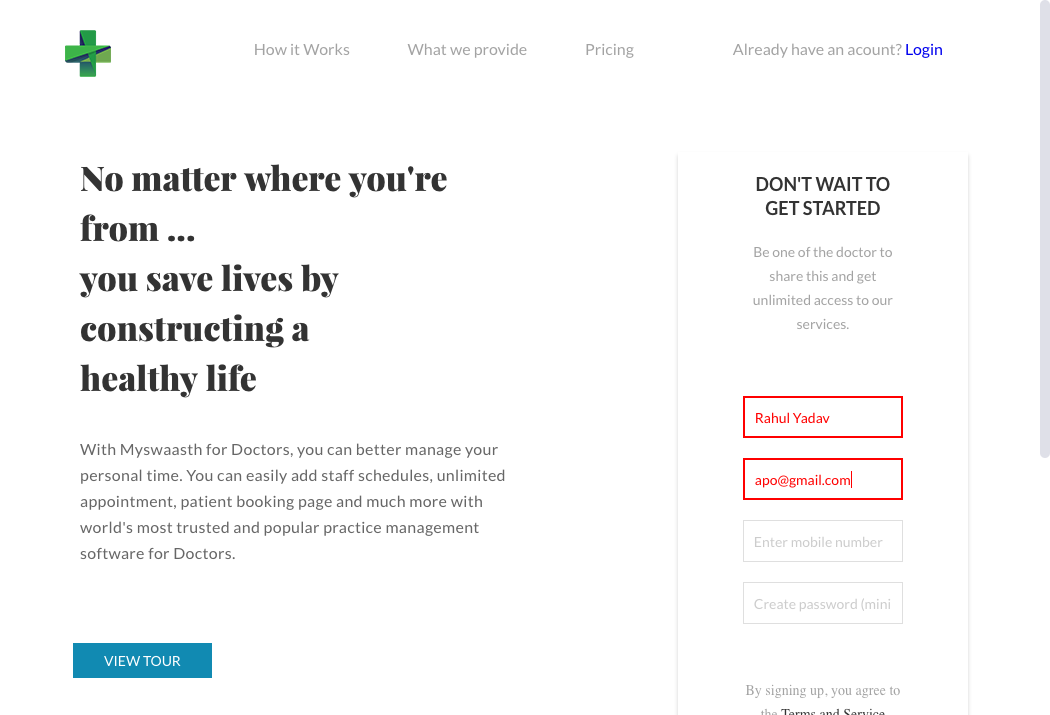 How it Works
What we provide
Pricing
Already have an acount? Login
No matter where you're
from ...
you save lives by
constructing a
healthy life
With Myswaasth for Doctors, you can better manage your
personal time. You can easily add staff schedules, unlimited
appointment, patient booking page and much more with
world's most trusted and popular practice management
software for Doctors.
VIEW TOUR
DON'T WAIT TO
GET STARTED
Be one of the doctor to
share this and get
unlimited access to our
services.
Rahul Yadav
apo@gmail.com
Enter mobile number
Create password (mini
By signing up, you agree to
the Terms and Service